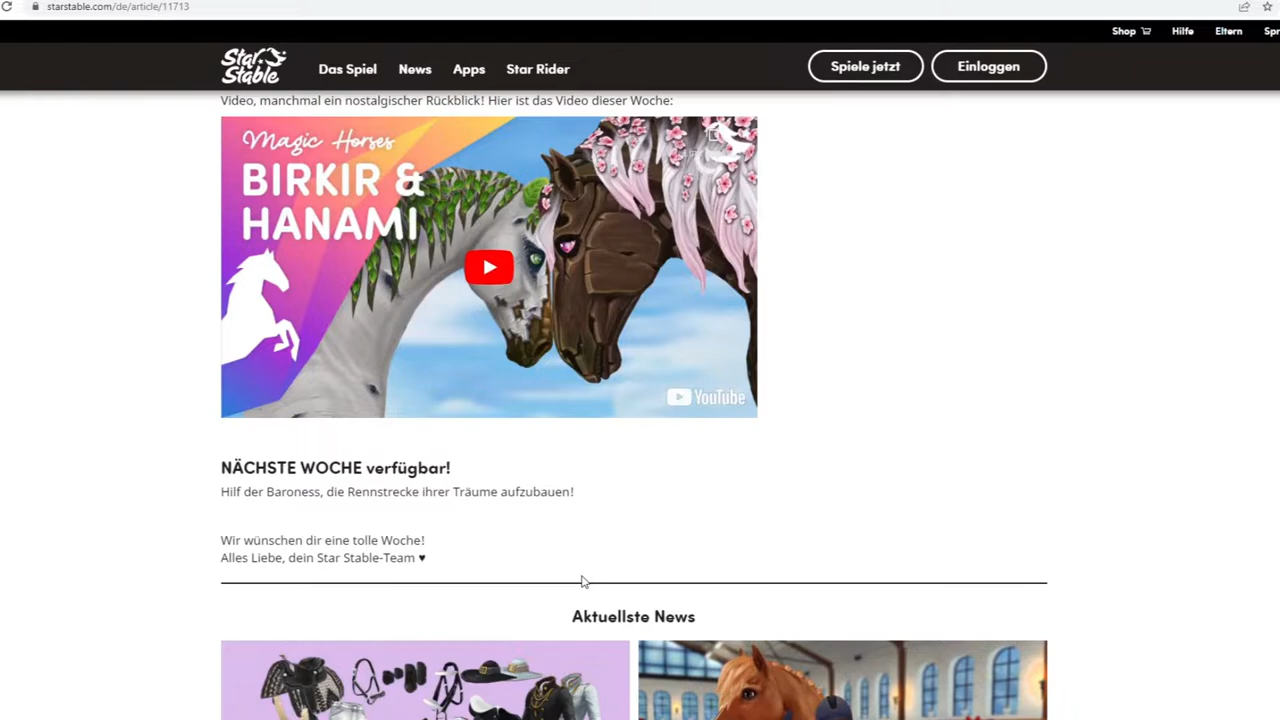 starstable.com/de/article/11713
Shop Hilfe Eltern
Star Stable Das Spiel News Apps Star Rider Spiele jetzt Einloggen
Video, manchmal ein nostalgischer Rückblick! Hier ist das Video dieser Woche:
Magic Horses
BIRKIR &
HANAMI
YouTube
NÄCHSTE WOCHE verfügbar!
Hilf der Baroness, die Rennstrecke ihrer Träume aufzubauen!
Wir wünschen dir eine tolle Woche!
Alles Liebe, dein Star Stable-Team ♥
Aktuellste News